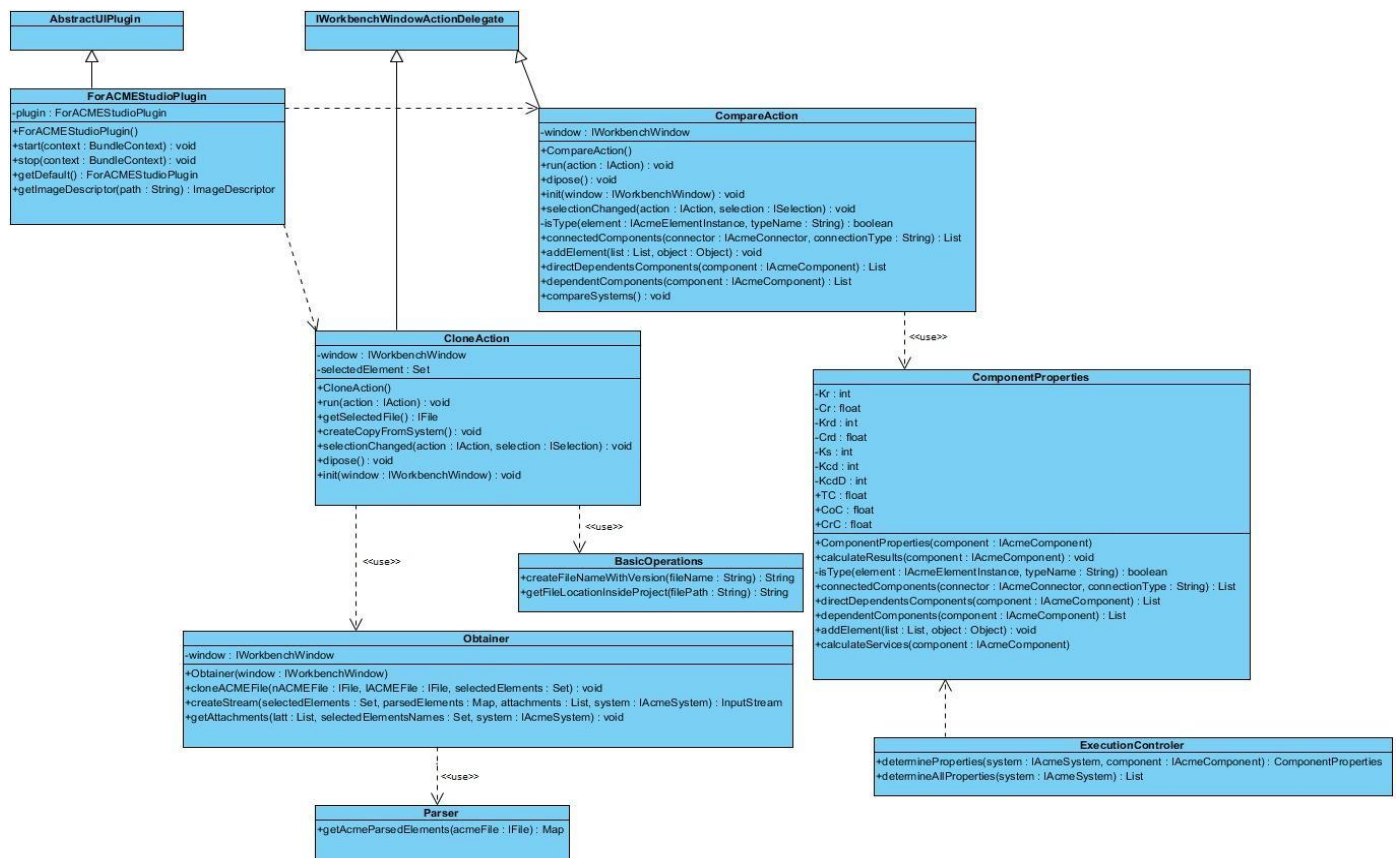 AbstractUIPlugin
IWorkbenchWindowActionDelegate
ForACMEStudioPlugin
-plugin : ForACMEStudioPlugin
+ForACMEStudioPlugin()
+start(context : BundleContext) : void
+stop(context : BundleContext) : void
+getDefault() : ForACMEStudioPlugin
+getImageDescriptor(path : String) : ImageDescriptor
CompareAction
-window : IWorkbenchWindow
+CompareAction()
+run(action : IAction) : void
+dipose() : void
+init(window : IWorkbenchWindow) : void
+selectionChanged(action : IAction, selection : ISelection) : void
-isType(element : IAcmeElementInstance, typeName : String) : boolean
+connectedComponents(connector : IAcmeConnector, connectionType : String) : List
+addElement(list : List, object : Object) : void
+directDependentsComponents(component : IAcmeComponent) : List
+dependentComponents(component : IAcmeComponent) : List
+compareSystems() : void
<<use>>
CloneAction
-window : IWorkbenchWindow
-selectedElement : Set
+CloneAction()
+run(action : IAction) : void
+getSelectedFile() : IFile
+createCopyFromSystem() : void
+selectionChanged(action : IAction, selection : ISelection) : void
+dipose() : void
+init(window : IWorkbenchWindow) : void
ComponentProperties
-Kr : int
-Cr : float
-Krd : int
-Crd : float
-Ks : int
-Kcd : int
-KcdD : int
+TC : float
+CoC : float
+CrC : float
+ComponentProperties(component : IAcmeComponent)
+calculateResults(component : IAcmeComponent) : void
-isType(element : IAcmeElementInstance, typeName : String) : boolean
+connectedComponents(connector : IAcmeConnector, connectionType : String) : List
+directDependentsComponents(component : IAcmeComponent) : List
+dependentComponents(component : IAcmeComponent) : List
+addElement(list : List, object : Object) : void
+calculateServices(component : IAcmeComponent)
<<use>>
<<use>>
BasicOperations
+createFileNameWithVersion(fileName : String) : String
+getFileLocationInsideProject(filePath : String) : String
Obtainer
-window : IWorkbenchWindow
+Obtainer(window : IWorkbenchWindow)
+cloneACMEFile(nACMEFile : IFile, lACMEFile : IFile, selectedElements : Set) : void
+createStream(selectedElements : Set, parsedElements : Map, attachments : List, system : IAcmeSystem) : InputStream
+getAttachments(latt : List, selectedElementsNames : Set, system : IAcmeSystem) : void
ExecutionControler
+determineProperties(system : IAcmeSystem, component : IAcmeComponent) : ComponentProperties
+determineAllProperties(system : IAcmeSystem) : List
<<use>>
Parser
+getAcmeParsedElements(acmeFile : IFile) : Map